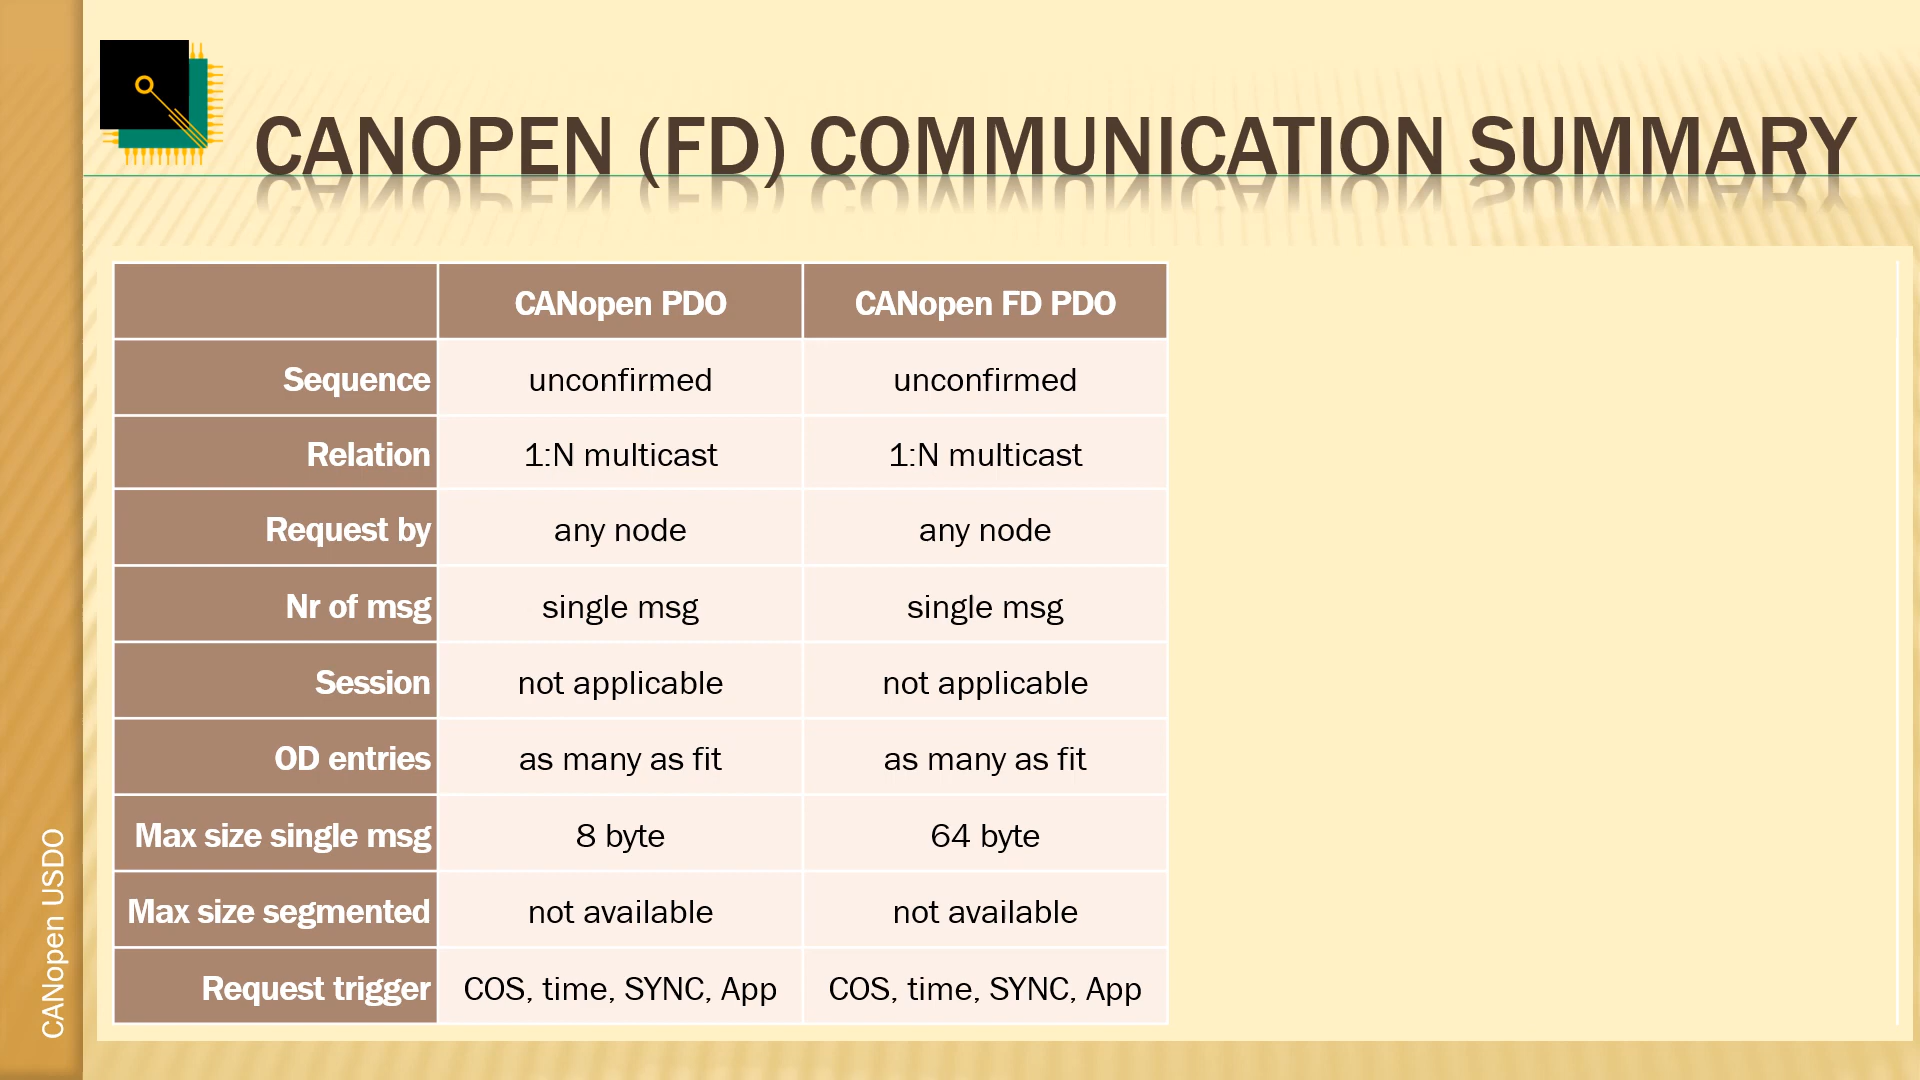 CANOPEN (FD) COMMUNICATION SUMMARY
CANopen PDO CANopen FD PDO
Sequence unconfirmed unconfirmed
Relation 1:N multicast 1:N multicast
Request by any node any node
Nr of msg single msg single msg
Session not applicable not applicable
OD entries as many as fit as many as fit
Max size single msg 8 byte 64 byte
Max size segmented not available not available
Request trigger COS, time, SYNC, App COS, time, SYNC, App
CANopen USDO